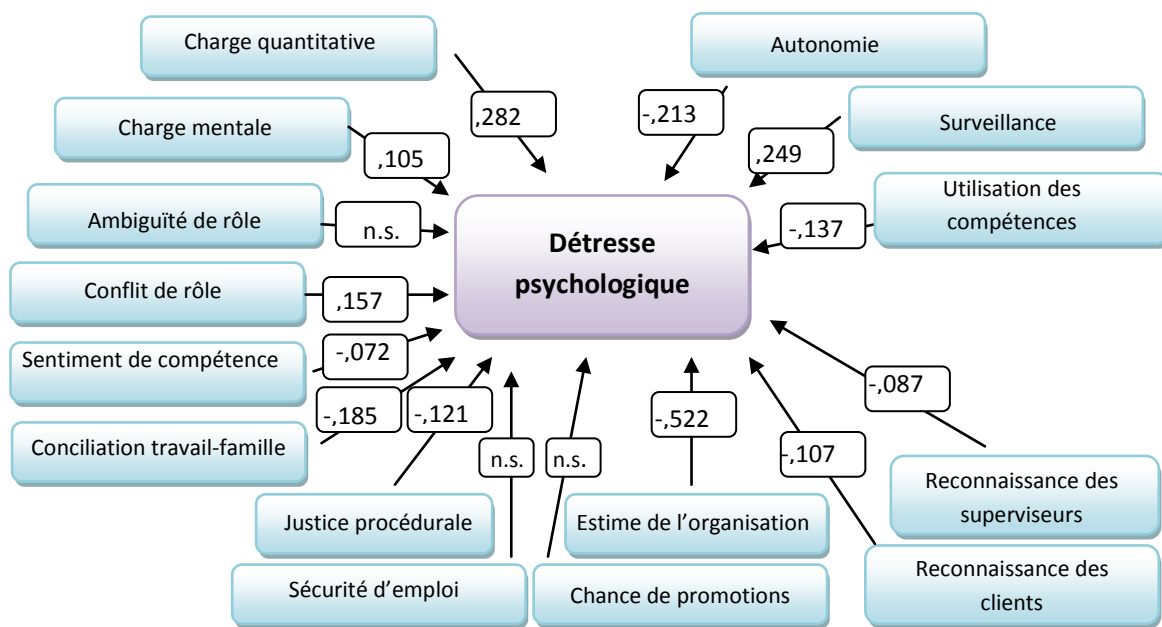 Charge quantitative
Autonomie
,282
-,213
Charge mentale
Surveillance
,105
,249
Utilisation des
compétences
Ambiguïté de rôle
n.s.
-,137
Détresse
psychologique
Conflit de rôle
,157
Sentiment de compétence
-,072
-,087
-,185
-,121
-,522
Conciliation travail-famille
n.s.
n.s.
-,107
Reconnaissance des
superviseurs
Justice procédurale
Estime de l’organisation
Reconnaissance des
clients
Sécurité d’emploi
Chance de promotions